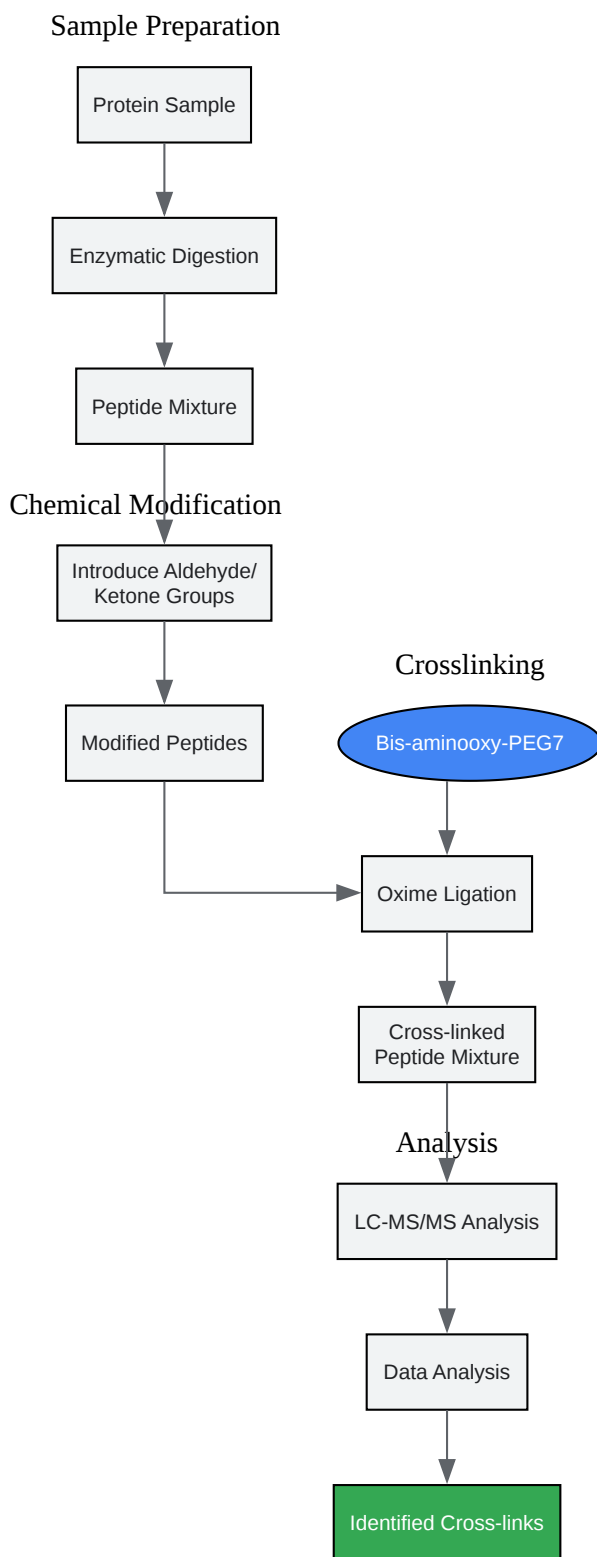 Sample Preparation
Protein Sample
Enzymatic Digestion
Peptide Mixture
Chemical Modification
Introduce Aldehyde/
Ketone Groups
Modified Peptides
Crosslinking
Bis-aminooxy-PEG7
Oxime Ligation
Cross-linked
Peptide Mixture
Analysis
LC-MS/MS Analysis
Data Analysis
Identified Cross-links